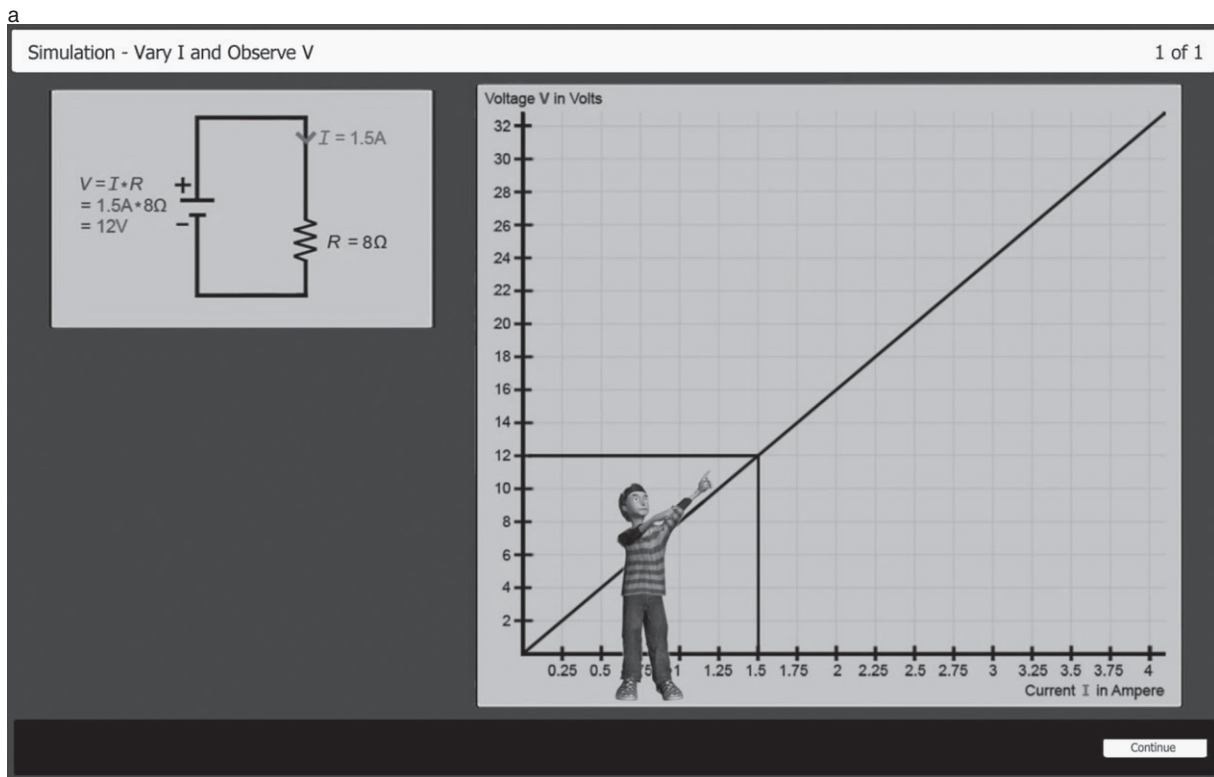 a
Simulation - Vary I and Observe V
1 of 1
I = 1.5A
V = I*R
= 1.5A*8Ω
= 12V
+
−
R = 8Ω
Voltage V in Volts
32
30
28
26
24
22
20
18
16
14
12
10
8
6
4
2
0.25 0.5 75 1 1.25 1.5 1.75 2 2.25 2.5 2.75 3 3.25 3.5 3.75 4
Current I in Ampere
Continue